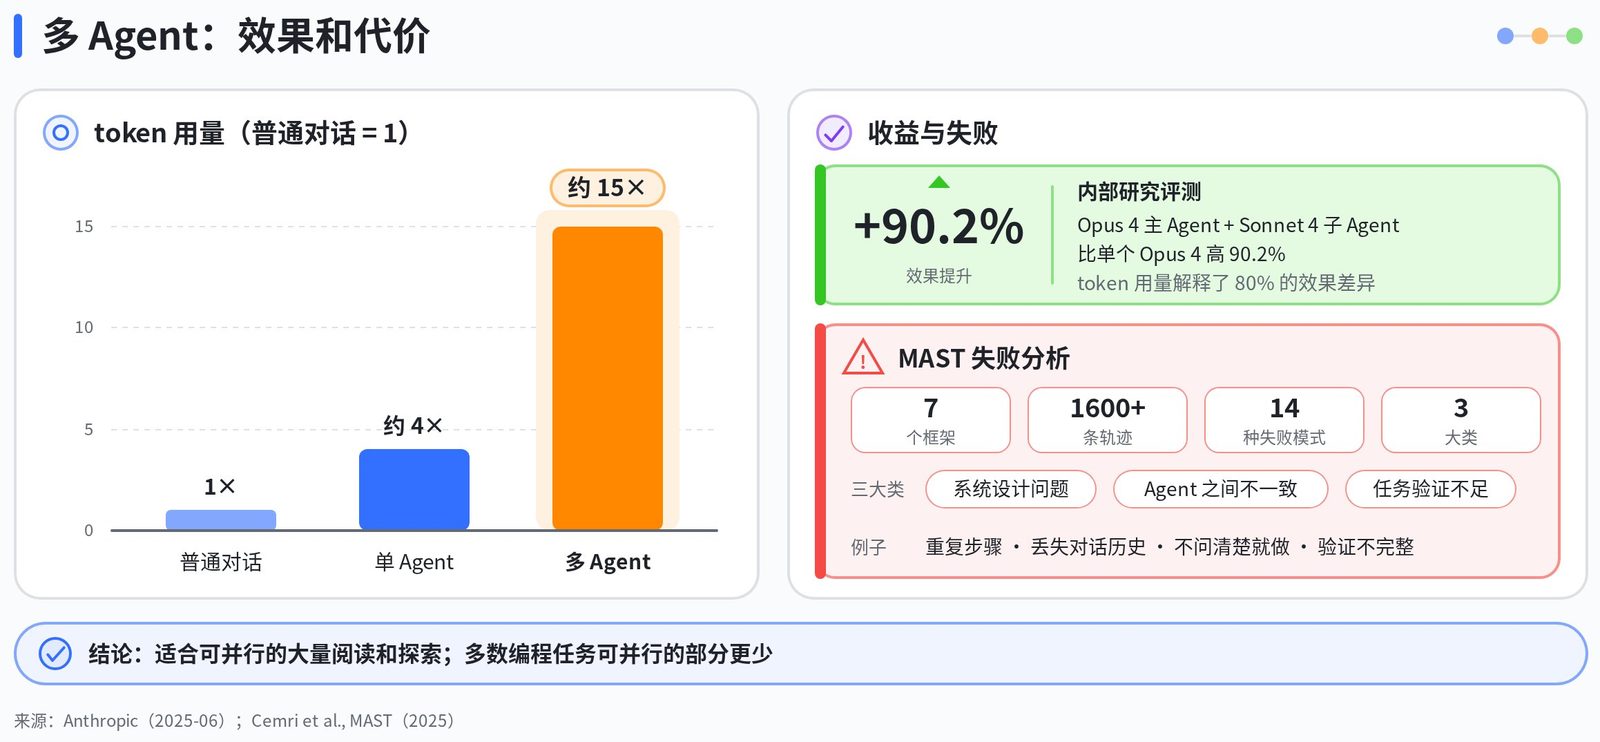 多 Agent：效果和代价
token 用量（普通对话 = 1）
约 15×
15
10
5
0
约 4×
1×
普通对话
单 Agent
多 Agent
收益与失败
+90.2%
效果提升
内部研究评测
Opus 4 主 Agent + Sonnet 4 子 Agent
比单个 Opus 4 高 90.2%
token 用量解释了 80% 的效果差异
MAST 失败分析
7
个框架
1600+
条轨迹
14
种失败模式
3
大类
三大类
系统设计问题
Agent 之间不一致
任务验证不足
例子
重复步骤 · 丢失对话历史 · 不问清楚就做 · 验证不完整
结论：适合可并行的大量阅读和探索；多数编程任务可并行的部分更少
来源：Anthropic（2025-06）；Cemri et al., MAST（2025）